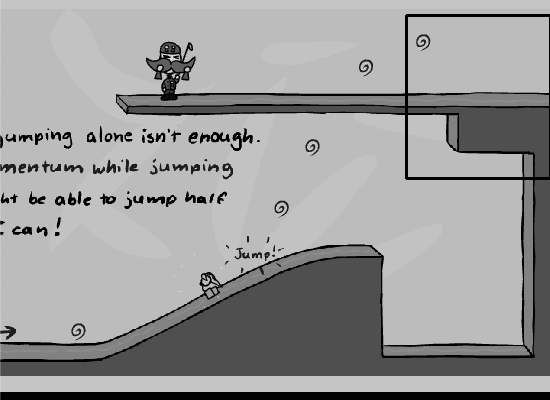 jumping alone isn't enough.
mentum while jumping
ht be able to jump half
I can!
Jump!